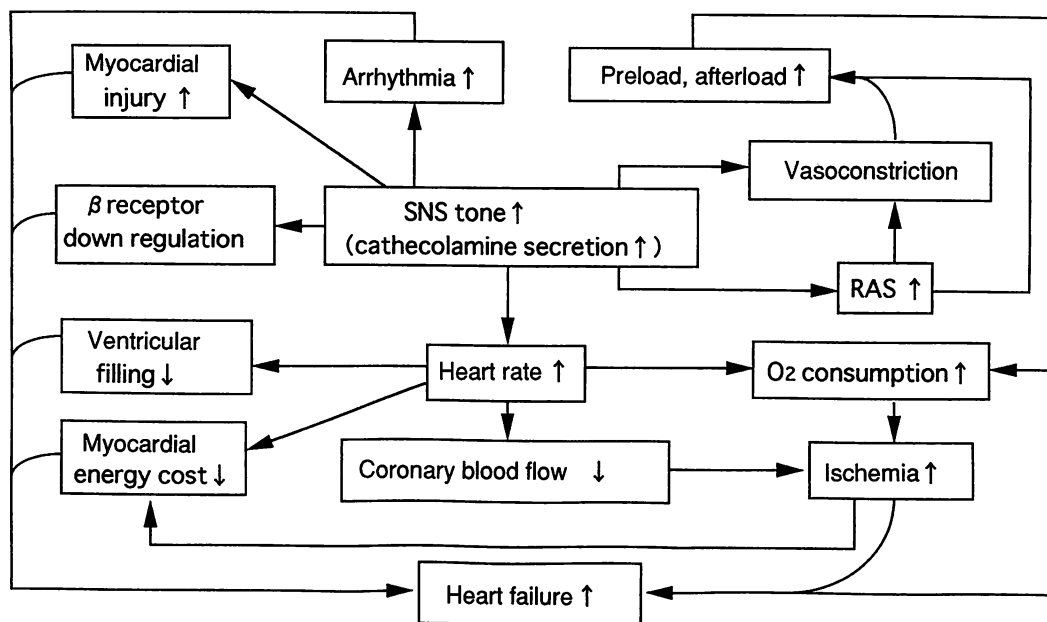 Myocardial
injury ↑
Arrhythmia ↑
Preload, afterload ↑
Vasoconstriction
β receptor
down regulation
SNS tone ↑
(cathecolamine secretion ↑)
RAS ↑
Ventricular
filling ↓
Heart rate ↑
O2 consumption ↑
Myocardial
energy cost ↓
Coronary blood flow ↓
Ischemia ↑
Heart failure ↑